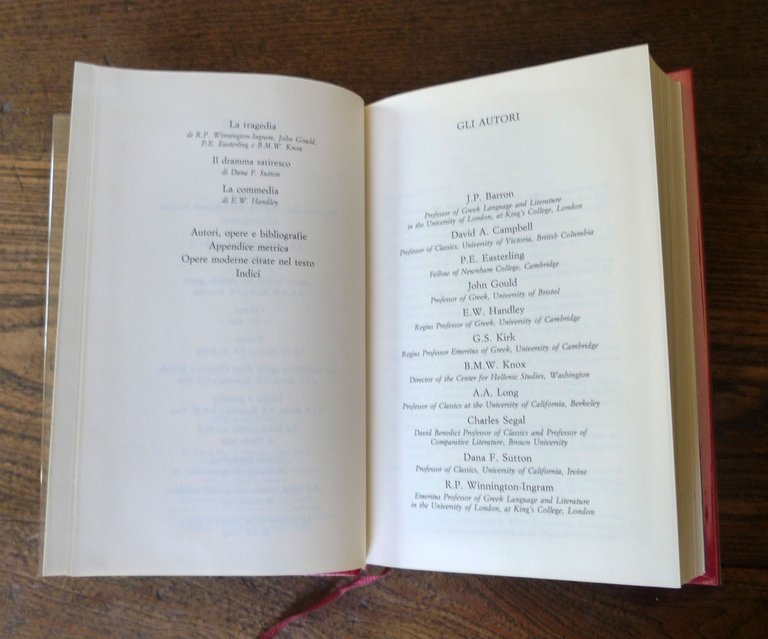 La tragedia
di R.P. Winnington-Ingram, John Gould,
P.E. Easterling e B.M.W. Knox
Il dramma satiresco
di Dana F. Sutton
La commedia
di E.W. Handley
Autori, opere e bibliografie
Appendice metrica
Opere moderne citate nel testo
Indici
GLI AUTORI
J.P. Barron
Professor of Greek Language and Literature
in the University of London, at King's College, London
David A. Campbell
Professor of Classics, University of Victoria, British Columbia
P.E. Easterling
Fellow of Newnham College, Cambridge
John Gould
Professor of Greek, University of Bristol
E.W. Handley
Regius Professor of Greek, University of Cambridge
G.S. Kirk
Regius Professor Emeritus of Greek, University of Cambridge
B.M.W. Knox
Director of the Center for Hellenic Studies, Washington
A.A. Long
Professor of Classics at the University of California, Berkeley
Charles Segal
David Benedict Professor of Classics and Professor of
Comparative Literature, Brown University
Dana F. Sutton
Professor of Classics, University of California, Irvine
R.P. Winnington-Ingram
Emeritus Professor of Greek Language and Literature
in the University of London, at King's College, London